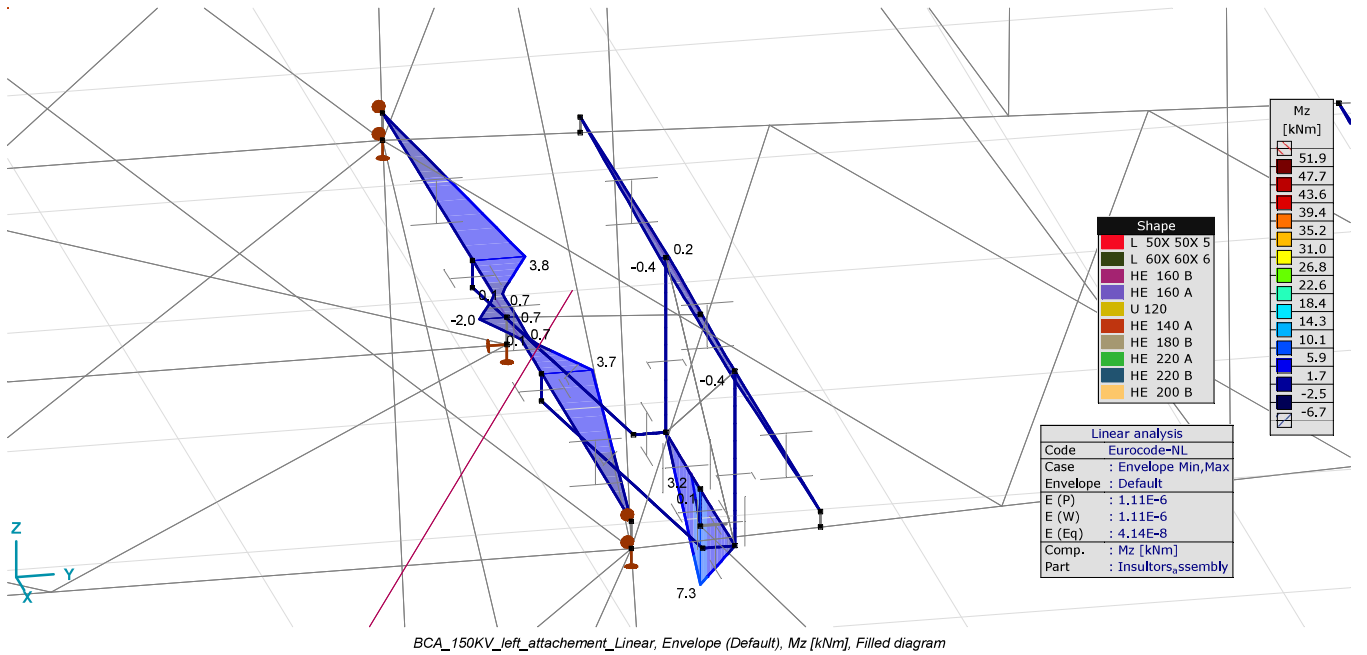 Mz
[kNm]
51.9
47.7
43.6
39.4
35.2
31.0
26.8
22.6
18.4
14.3
10.1
5.9
1.7
-2.5
-6.7
Shape
L 50X 50X 5
L 60X 60X 6
HE 160 B
HE 160 A
U 120
HE 140 A
HE 180 B
HE 220 A
HE 220 B
HE 200 B
0.2
-0.4
3.8
0.1
0.7
-2.0
0.7
0.7
3.7
-0.4
3.2
0.1
7.3
Linear analysis
Code Eurocode-NL
Case : Envelope Min,Max
Envelope : Default
E (P) : 1.11E-6
E (W) : 1.11E-6
E (Eq) : 4.14E-8
Comp. : Mz [kNm]
Part : Insultors,ssembly
Z
Y
X
BCA_150KV_left_attachement_Linear, Envelope (Default), Mz [kNm], Filled diagram